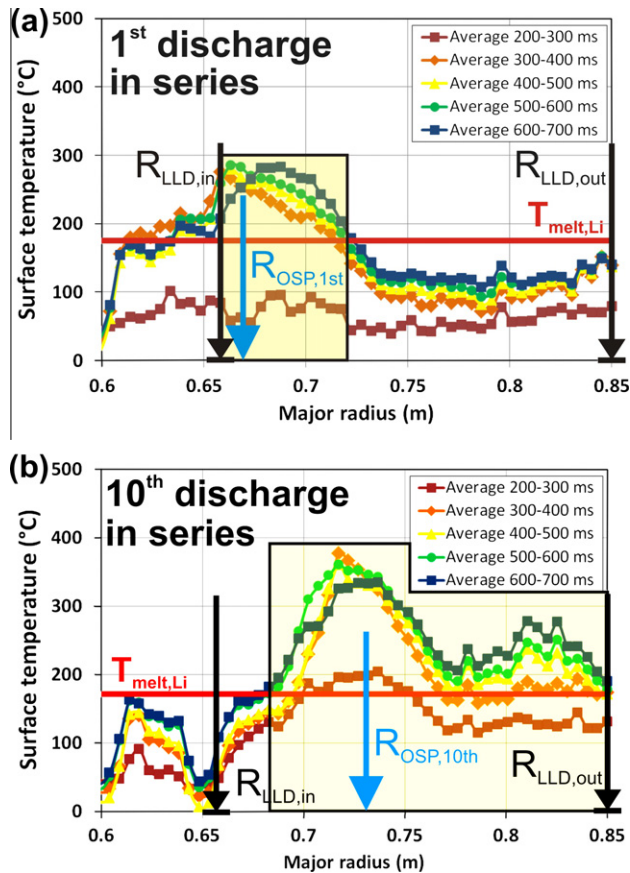 (a)
1st discharge
in series
Average 200-300 ms
Average 300-400 ms
Average 400-500 ms
Average 500-600 ms
Average 600-700 ms
Surface temperature (°C)
500
400
300
200
100
0
RLLD,in
RLLD,out
Tmelt,Li
ROSP,1st
0.6 0.65 0.7 0.75 0.8 0.85
Major radius (m)
(b)
10th discharge
in series
Average 200-300 ms
Average 300-400 ms
Average 400-500 ms
Average 500-600 ms
Average 600-700 ms
Surface temperature (°C)
500
400
300
200
100
0
Tmelt,Li
ROSP,10th
RLLD,in
RLLD,out
0.6 0.65 0.7 0.75 0.8 0.85
Major radius (m)